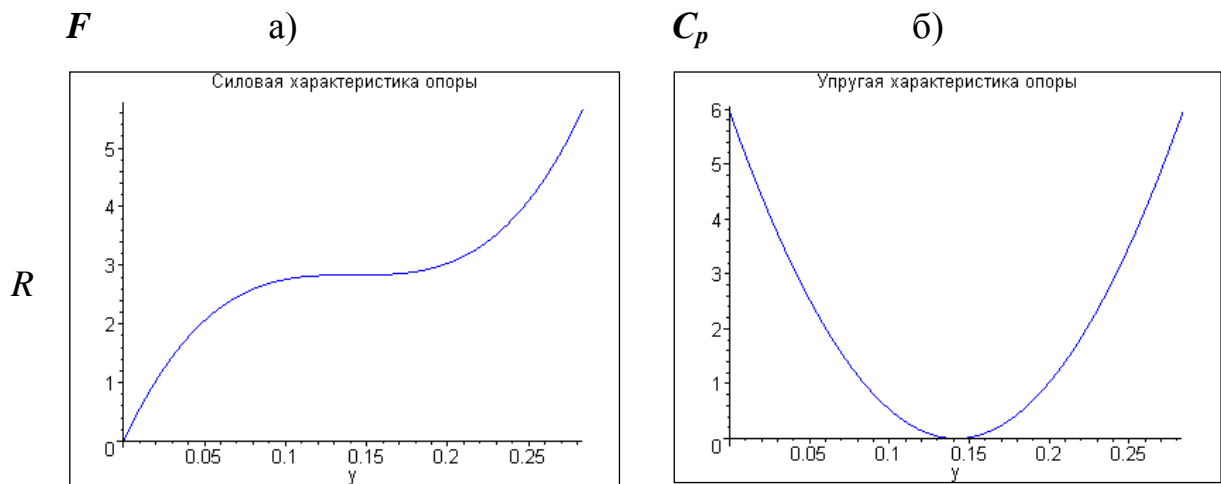 F а) C_p б)
Силовая характеристика опоры
5
4
3
2
1
0
0.05 0.1 0.15 0.2 0.25
y
R
Упругая характеристика опоры
6
5
4
3
2
1
0
0.05 0.1 0.15 0.2 0.25
y